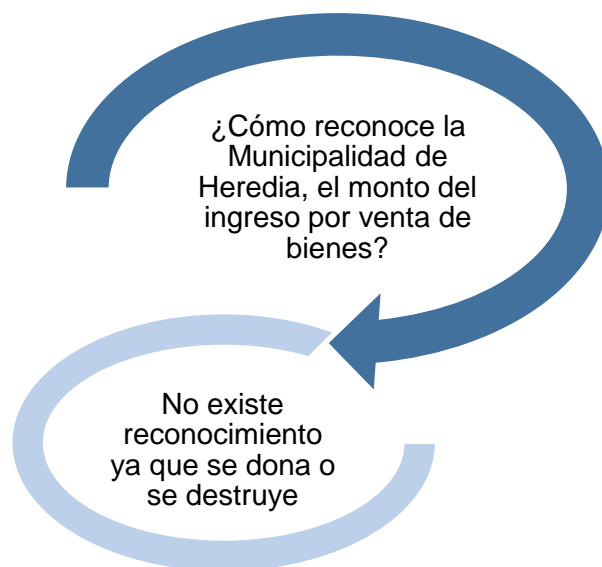 ¿Cómo reconoce la
Municipalidad de
Heredia, el monto del
ingreso por venta de
bienes?
No existe
reconocimiento
ya que se dona o
se destruye